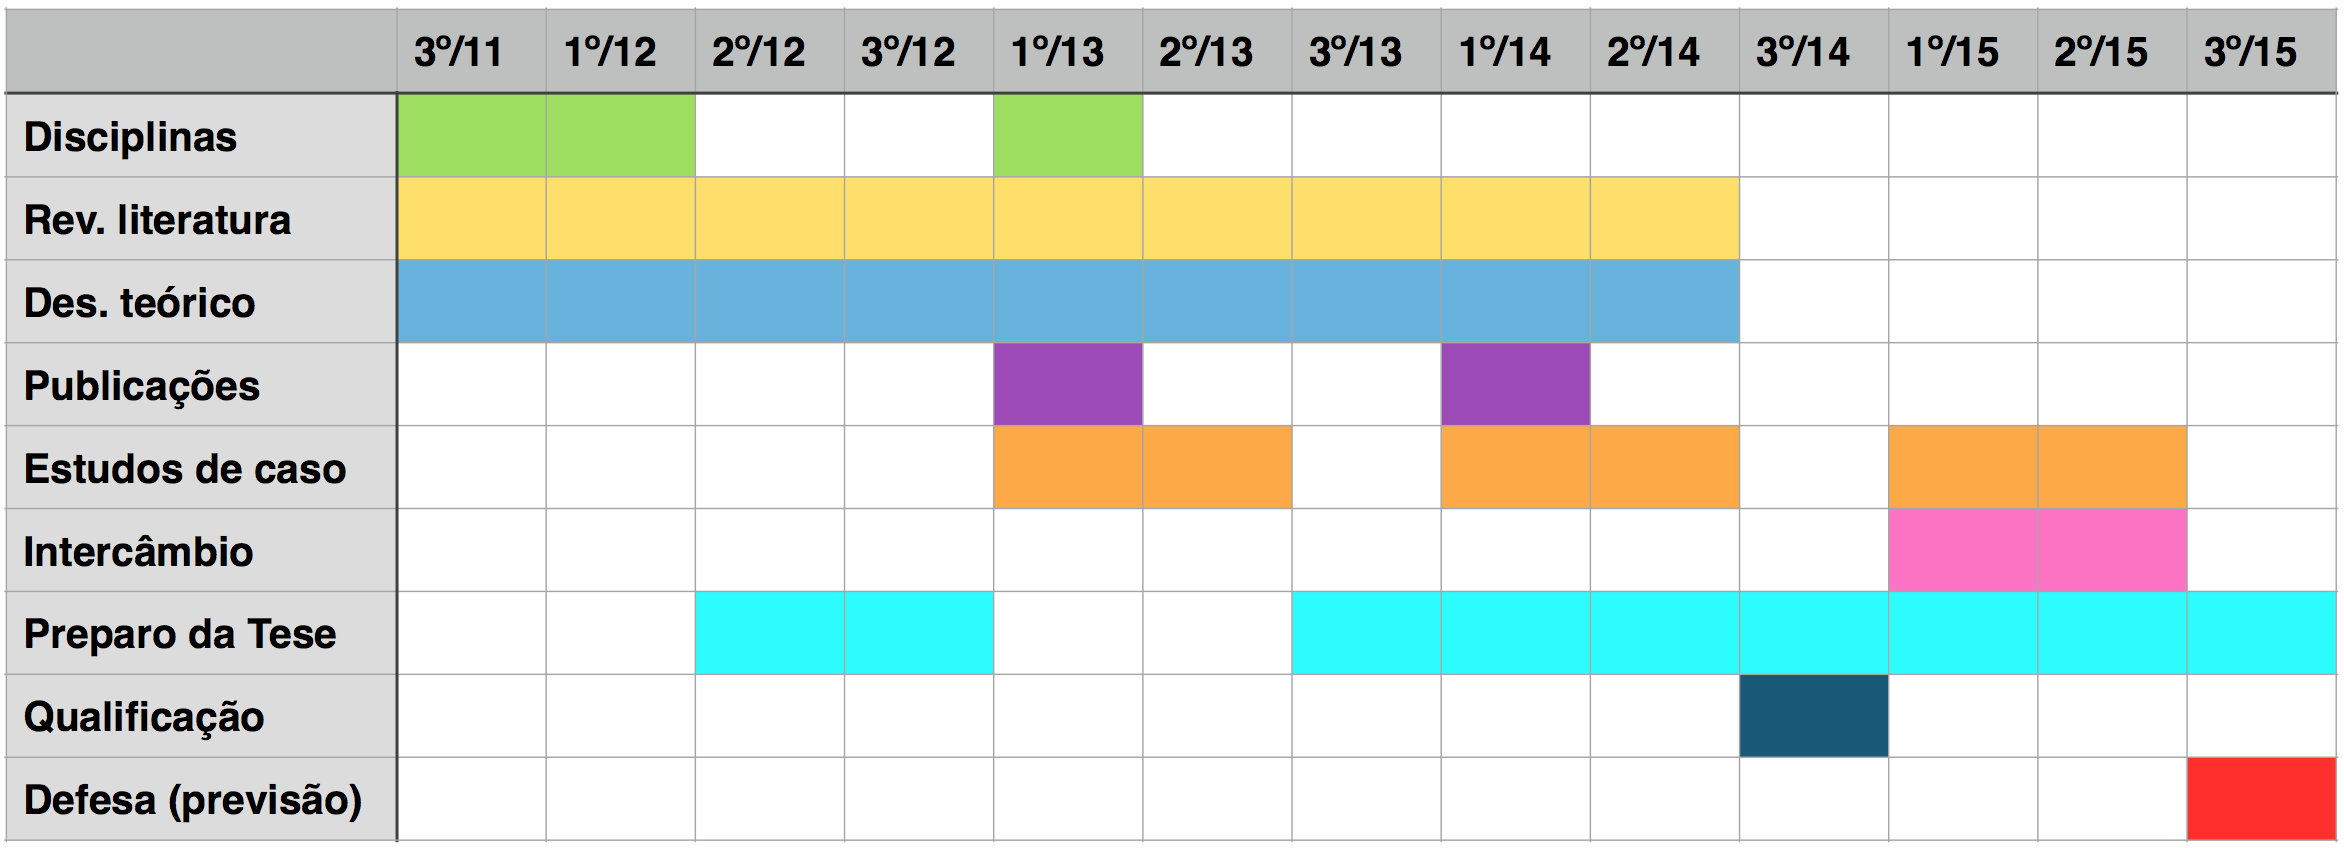 3º/11 1º/12 2º/12 3º/12 1º/13 2º/13 3º/13 1º/14 2º/14 3º/14 1º/15 2º/15 3º/15
Disciplinas
Rev. literatura
Des. teórico
Publicações
Estudos de caso
Intercâmbio
Preparo da Tese
Qualificação
Defesa (previsão)